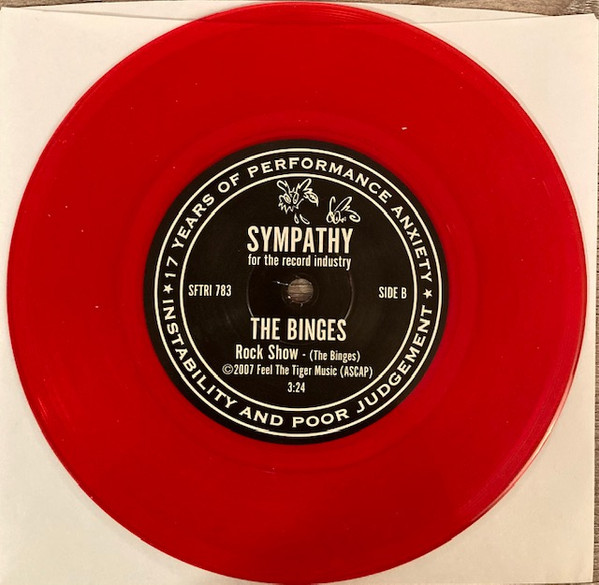 17 YEARS OF PERFORMANCE ANXIETY ★
INSTABILITY AND POOR JUDGEMENT ★
SYMPATHY
for the record industry
SFTRI 783
SIDE B
THE BINGES
Rock Show - (The Binges)
©2007 Feel The Tiger Music (ASCAP)
3:24